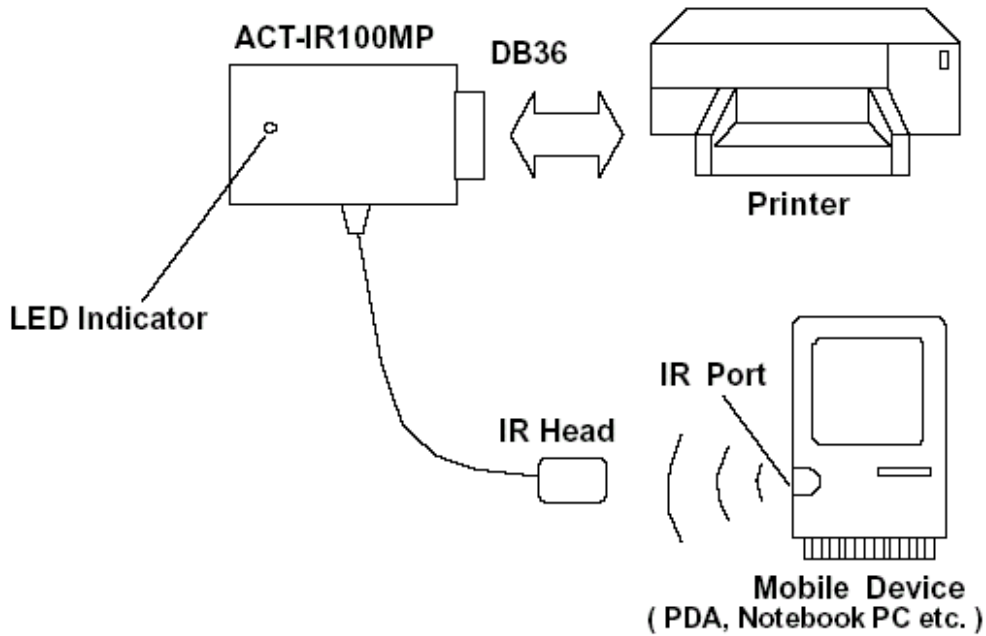 ACT-IR100MP
DB36
Printer
LED Indicator
IR Port
IR Head
Mobile Device
( PDA, Notebook PC etc. )